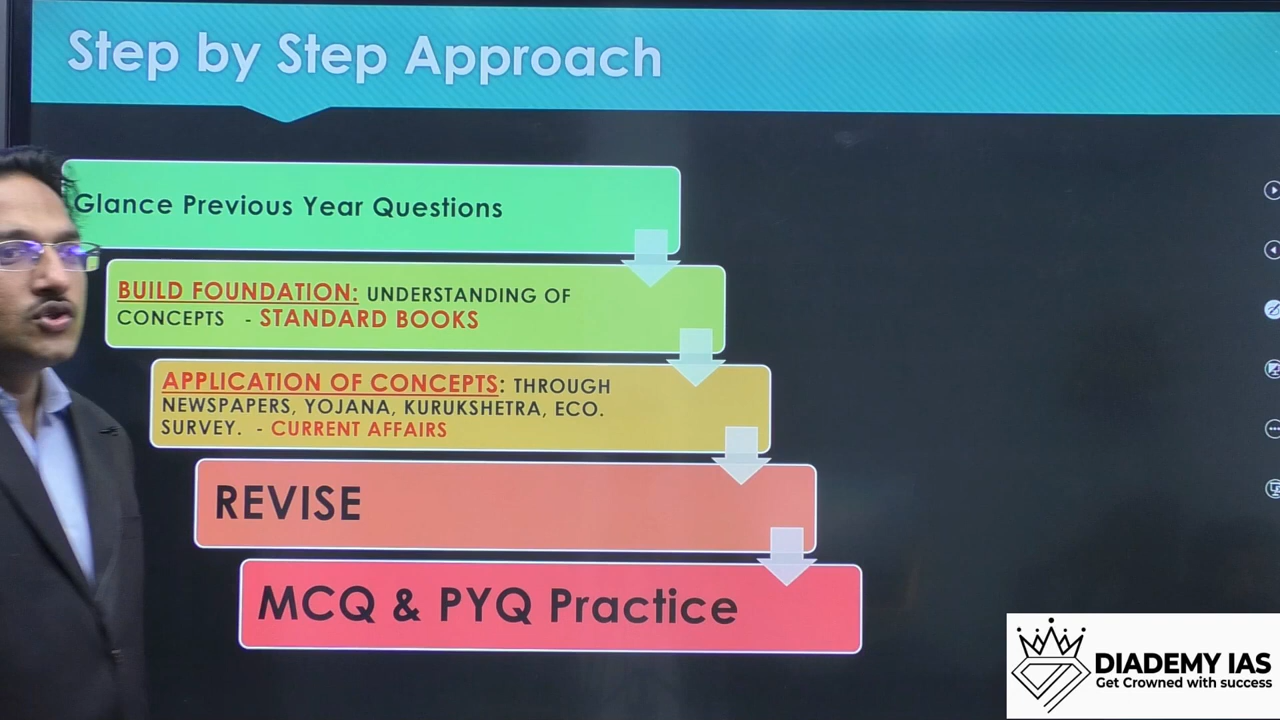 Step by Step Approach
Glance Previous Year Questions
BUILD FOUNDATION: UNDERSTANDING OF
CONCEPTS - STANDARD BOOKS
APPLICATION OF CONCEPTS: THROUGH
NEWSPAPERS, YOJANA, KURUKSHETRA, ECO.
SURVEY. - CURRENT AFFAIRS
REVISE
MCQ & PYQ Practice
DIADEMY IAS
Get Crowned with success